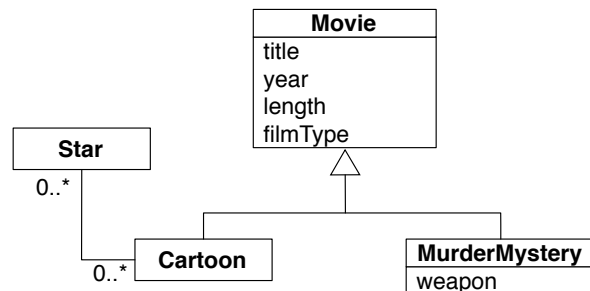 Movie
title
year
length
filmType
Star
0..*
0..*
Cartoon
MurderMystery
weapon